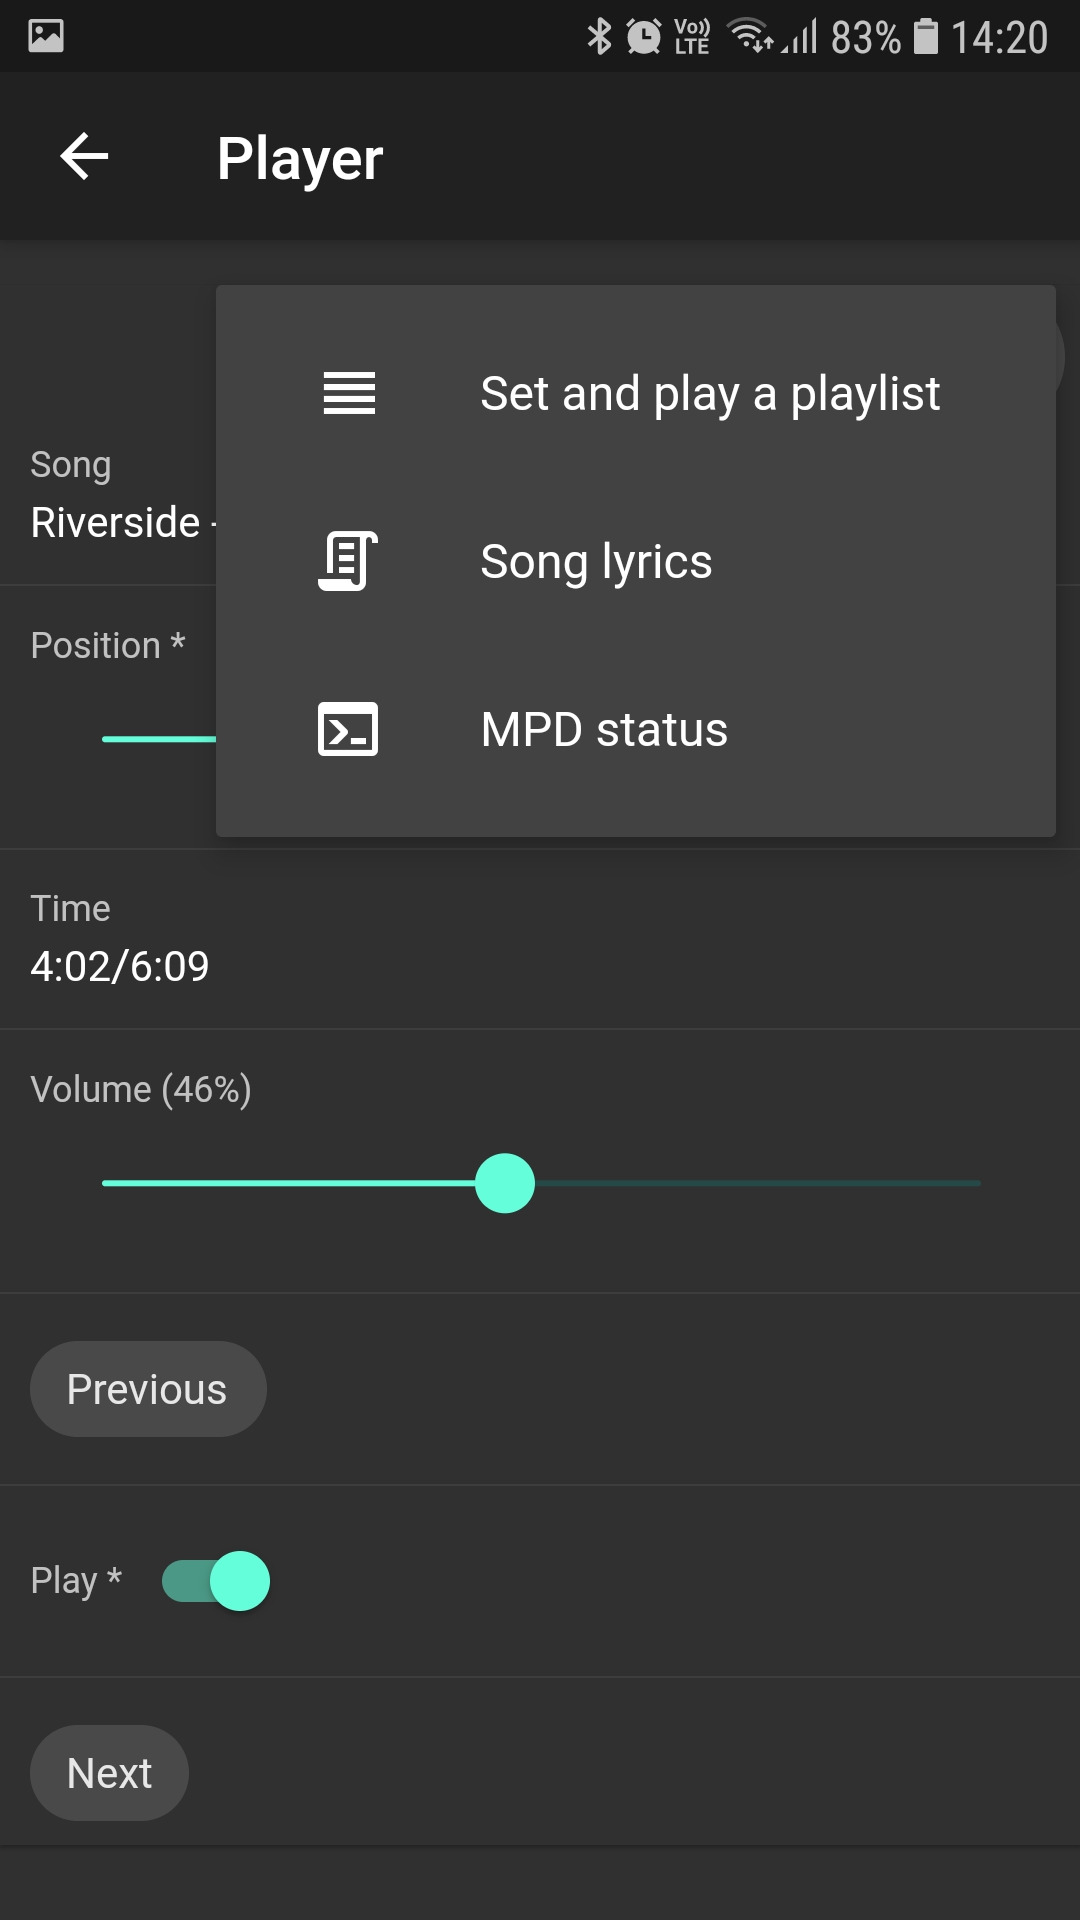 Vo)) LTE 83% 14:20
Player
Set and play a playlist
Song
Riverside -
Song lyrics
Position *
MPD status
Time
4:02/6:09
Volume (46%)
Previous
Play *
Next